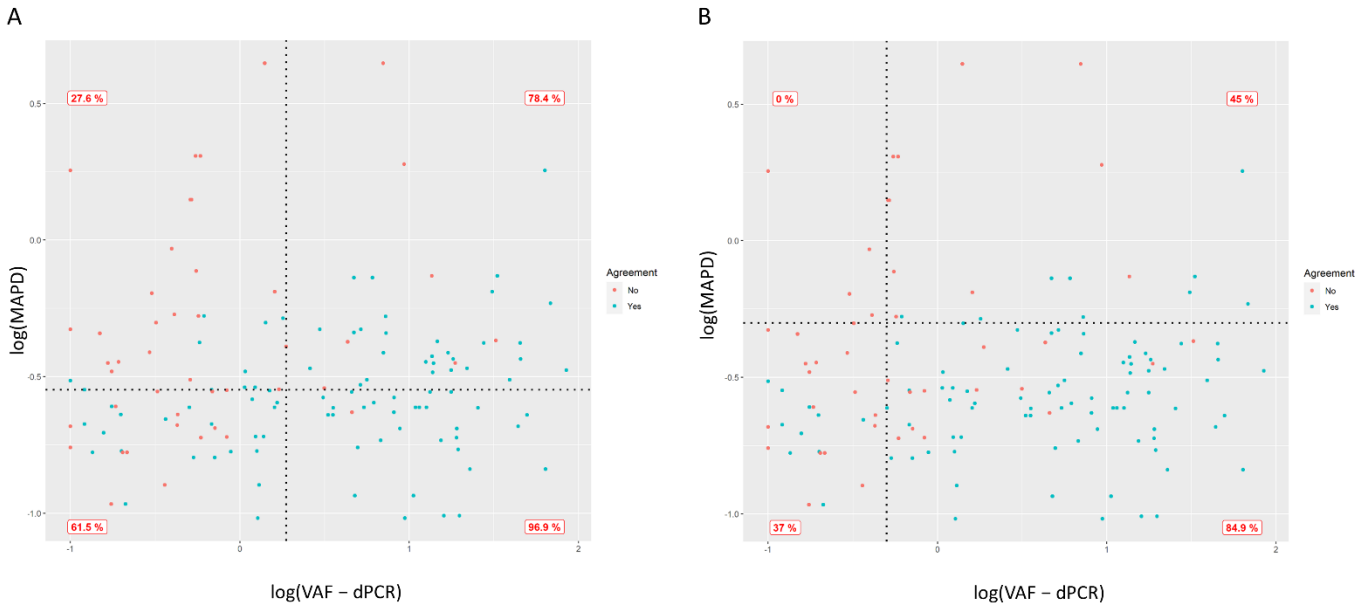 A
B
27.6 %
78.4 %
0 %
45 %
0.5
0.5
0.0
0.0
Agreement
No
Yes
Agreement
No
Yes
log(MAPD)
log(MAPD)
-0.5
-0.5
-1.0
-1.0
61.5 %
96.9 %
37 %
84.9 %
-1
0
1
2
-1
0
1
2
log(VAF – dPCR)
log(VAF – dPCR)